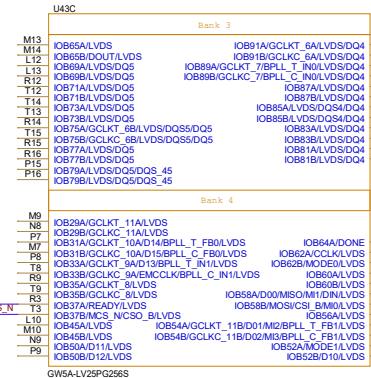 U43C
Bank 3
M13 IOB65A/LVDS IOB91A/GCLKT_6A/LVDS/DQ4
M14 IOB65B/DOUT/LVDS IOB91B/GCLKC_6A/LVDS/DQ4
L12 IOB69A/LVDS/DQ5 IOB89A/GCLKT_7/BPLL_T_IN0/LVDS/DQ4
L13 IOB69B/LVDS/DQ5 IOB89B/GCLKC_7/BPLL_C_IN0/LVDS/DQ4
R12 IOB71A/LVDS/DQ5 IOB87A/LVDS/DQ4
T12 IOB71B/LVDS/DQ5 IOB87B/LVDS/DQ4
T14 IOB73A/LVDS/DQ5 IOB85A/LVDS/DQS4/DQ4
T13 IOB73B/LVDS/DQ5 IOB85B/LVDS/DQS4/DQ4
R14 IOB75A/GCLKT_6B/LVDS/DQS5/DQ5 IOB83A/LVDS/DQ4
T15 IOB75B/GCLKC_6B/LVDS/DQS5/DQ5 IOB83B/LVDS/DQ4
R15 IOB77A/LVDS/DQ5 IOB81A/LVDS/DQ4
R16 IOB77B/LVDS/DQ5 IOB81B/LVDS/DQ4
P15 IOB79A/LVDS/DQ5/DQS_45
P16 IOB79B/LVDS/DQ5/DQS_45
Bank 4
M9 IOB29A/GCLKT_11A/LVDS
N8 IOB29B/GCLKC_11A/LVDS
P7 IOB31A/GCLKT_10A/D14/BPLL_T_FB0/LVDS IOB64A/DONE
M7 IOB31B/GCLKC_10A/D15/BPLL_C_FB0/LVDS IOB62A/CCLK/LVDS
P8 IOB33A/GCLKT_9A/D13/BPLL_T_IN1/LVDS IOB62B/MODE0/LVDS
T8 IOB33B/GCLKC_9A/EMCCLK/BPLL_C_IN1/LVDS IOB60A/LVDS
R9 IOB35A/GCLKT_8/LVDS IOB60B/LVDS
T9 IOB35B/GCLKC_8/LVDS IOB58A/D00/MISO/MI1/DIN/LVDS
R3 IOB37A/READY/LVDS IOB58B/MOSI/CSI_B/MI0/LVDS
S_N T3 IOB37B/MCS_N/CSO_B/LVDS IOB56A/LVDS
L10 IOB45A/LVDS IOB54A/GCLKT_11B/D01/MI2/BPLL_T_FB1/LVDS
M10 IOB45B/LVDS IOB54B/GCLKC_11B/D02/MI3/BPLL_C_FB1/LVDS
N9 IOB50A/D11/LVDS IOB52A/MODE1/LVDS
P9 IOB50B/D12/LVDS IOB52B/D10/LVDS
GW5A-LV25PG256S